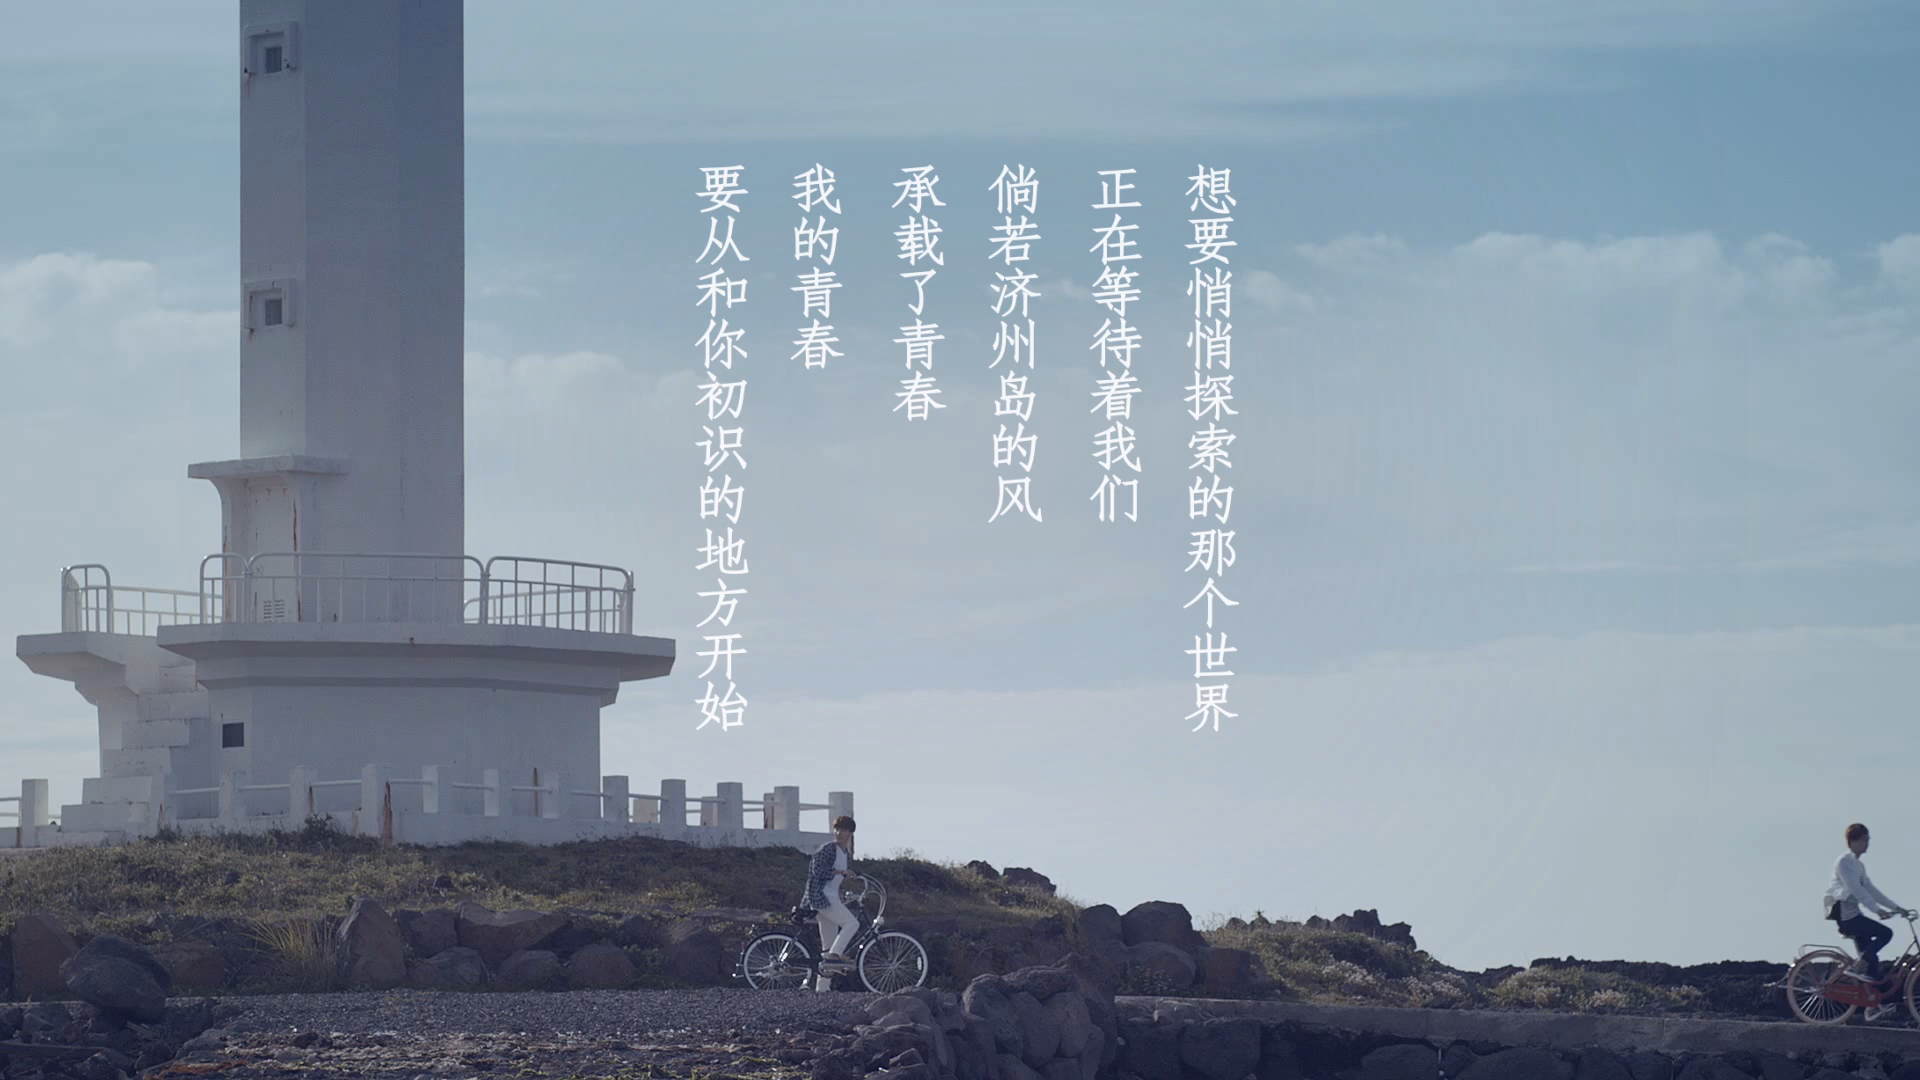 想要悄悄探索的那个世界
正在等待着我们
倘若济州岛的风
承载了青春
我的青春
要从和你初识的地方开始